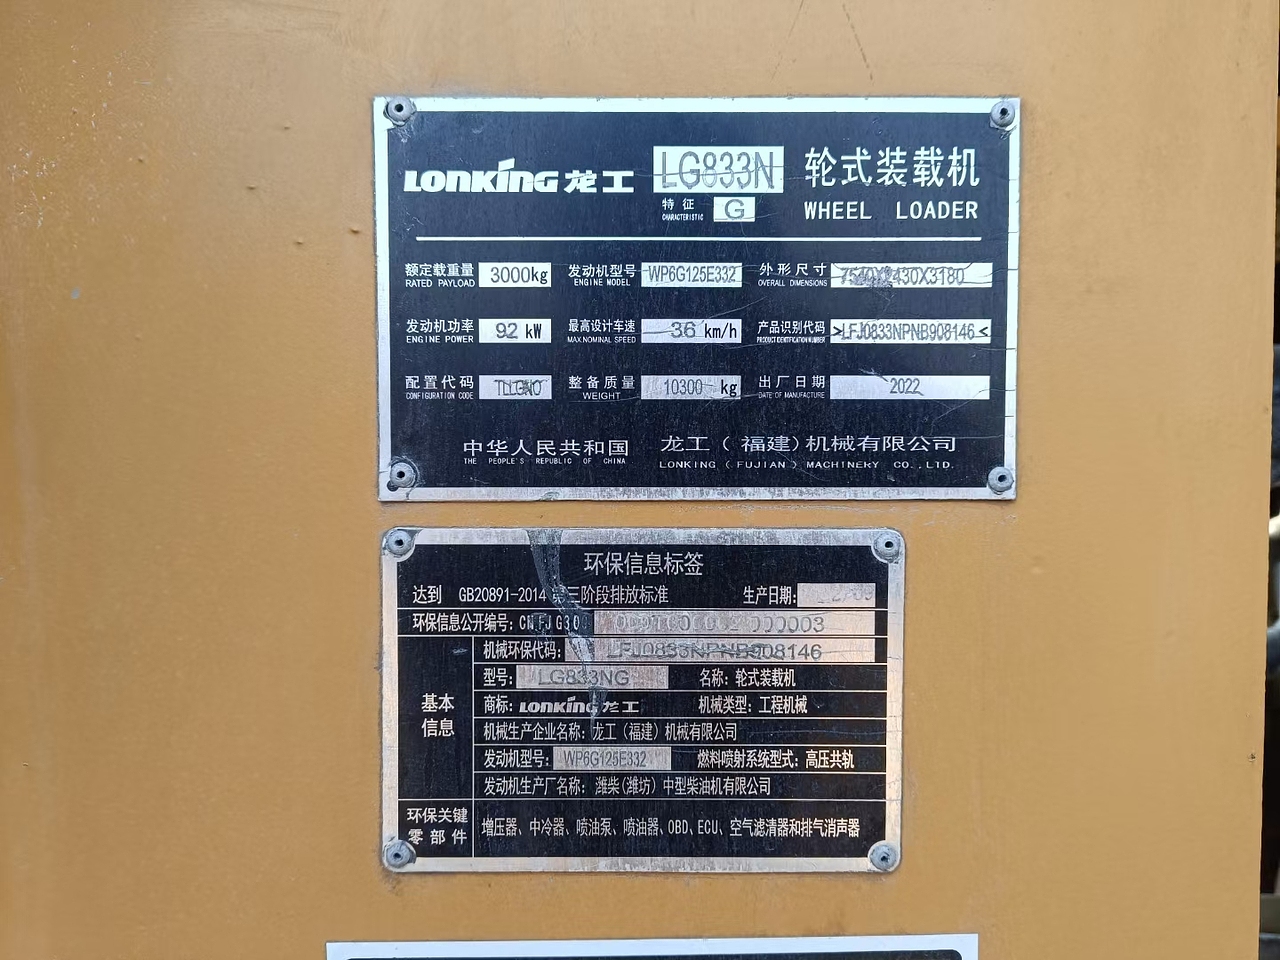 LONKING 龙工 LG833N 轮式装载机
特征 G WHEEL LOADER
CHARACTERISTIC
额定载重量 3000kg 发动机型号 WP6G125E332 外形尺寸
RATED PAYLOAD ENGINE MODEL OVERALL DIMENSIONS
发动机功率 92 kW 最高设计车速 36 km/h 产品识别代码 >LFJ0833NPNB908146<
ENGINE POWER MAX.NOMINAL SPEED PRODUCT IDENTIFICATION NUMBER
配置代码 整备质量 10300 kg 出厂日期 2022
CONFIGURATION CODE WEIGHT DATE OF MANUFACTURE
中华人民共和国 龙工(福建)机械有限公司
THE PEOPLE'S REPUBLIC OF CHINA LONKING (FUJIAN) MACHINERY CO.,LTD.
环保信息标签
达到 GB20891-2014 第三阶段排放标准 生产日期:
环保信息公开编号: CN FJ G3 000003
机械环保代码: LFJ0833NPNB908146
型号: LG833NG 名称: 轮式装载机
基本信息
商标: LONKING 龙工 机械类型: 工程机械
机械生产企业名称: 龙工(福建)机械有限公司
发动机型号: WP6G125E332 燃料喷射系统型式: 高压共轨
发动机生产厂名称: 潍柴(潍坊)中型柴油机有限公司
环保关键零部件 增压器、中冷器、喷油泵、喷油器、OBD、ECU、空气滤清器和排气消声器